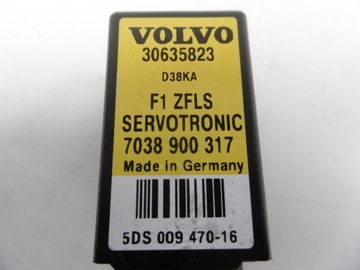 VOLVO
30635823
D38KA
F1 ZFLS
SERVOTRONIC
7038 900 317
Made in Germany
5DS 009 470-16